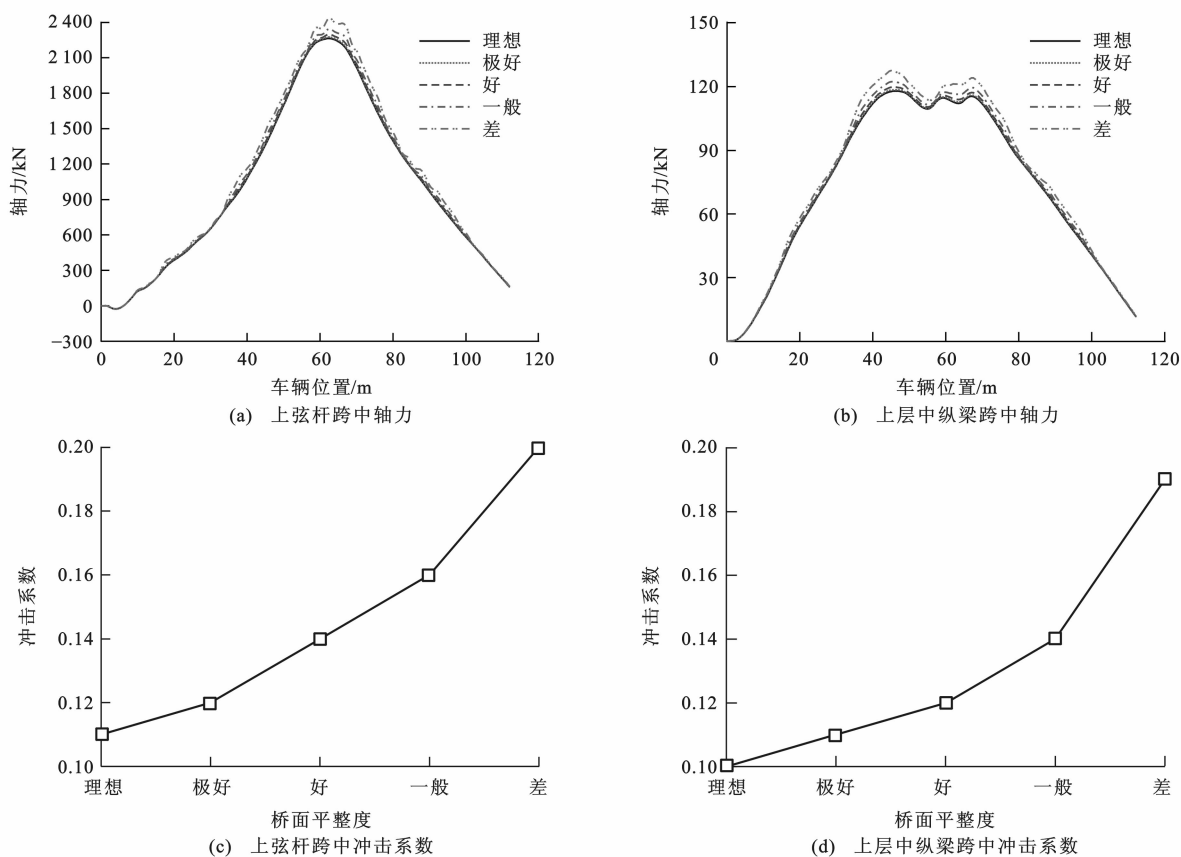 2 400
2 100
1 800
1 500
1 200
900
600
300
0
−300
轴力/kN
理想
极好
好
一般
差
0 20 40 60 80 100 120
车辆位置/m
(a) 上弦杆跨中轴力
150
120
90
60
30
0
轴力/kN
理想
极好
好
一般
差
20 40 60 80 100 120
车辆位置/m
(b) 上层中纵梁跨中轴力
0.20
0.18
0.16
0.14
0.12
0.10
冲击系数
理想 极好 好 一般 差
桥面平整度
(c) 上弦杆跨中冲击系数
0.20
0.18
0.16
0.14
0.12
0.10
冲击系数
理想 极好 好 一般 差
桥面平整度
(d) 上层中纵梁跨中冲击系数